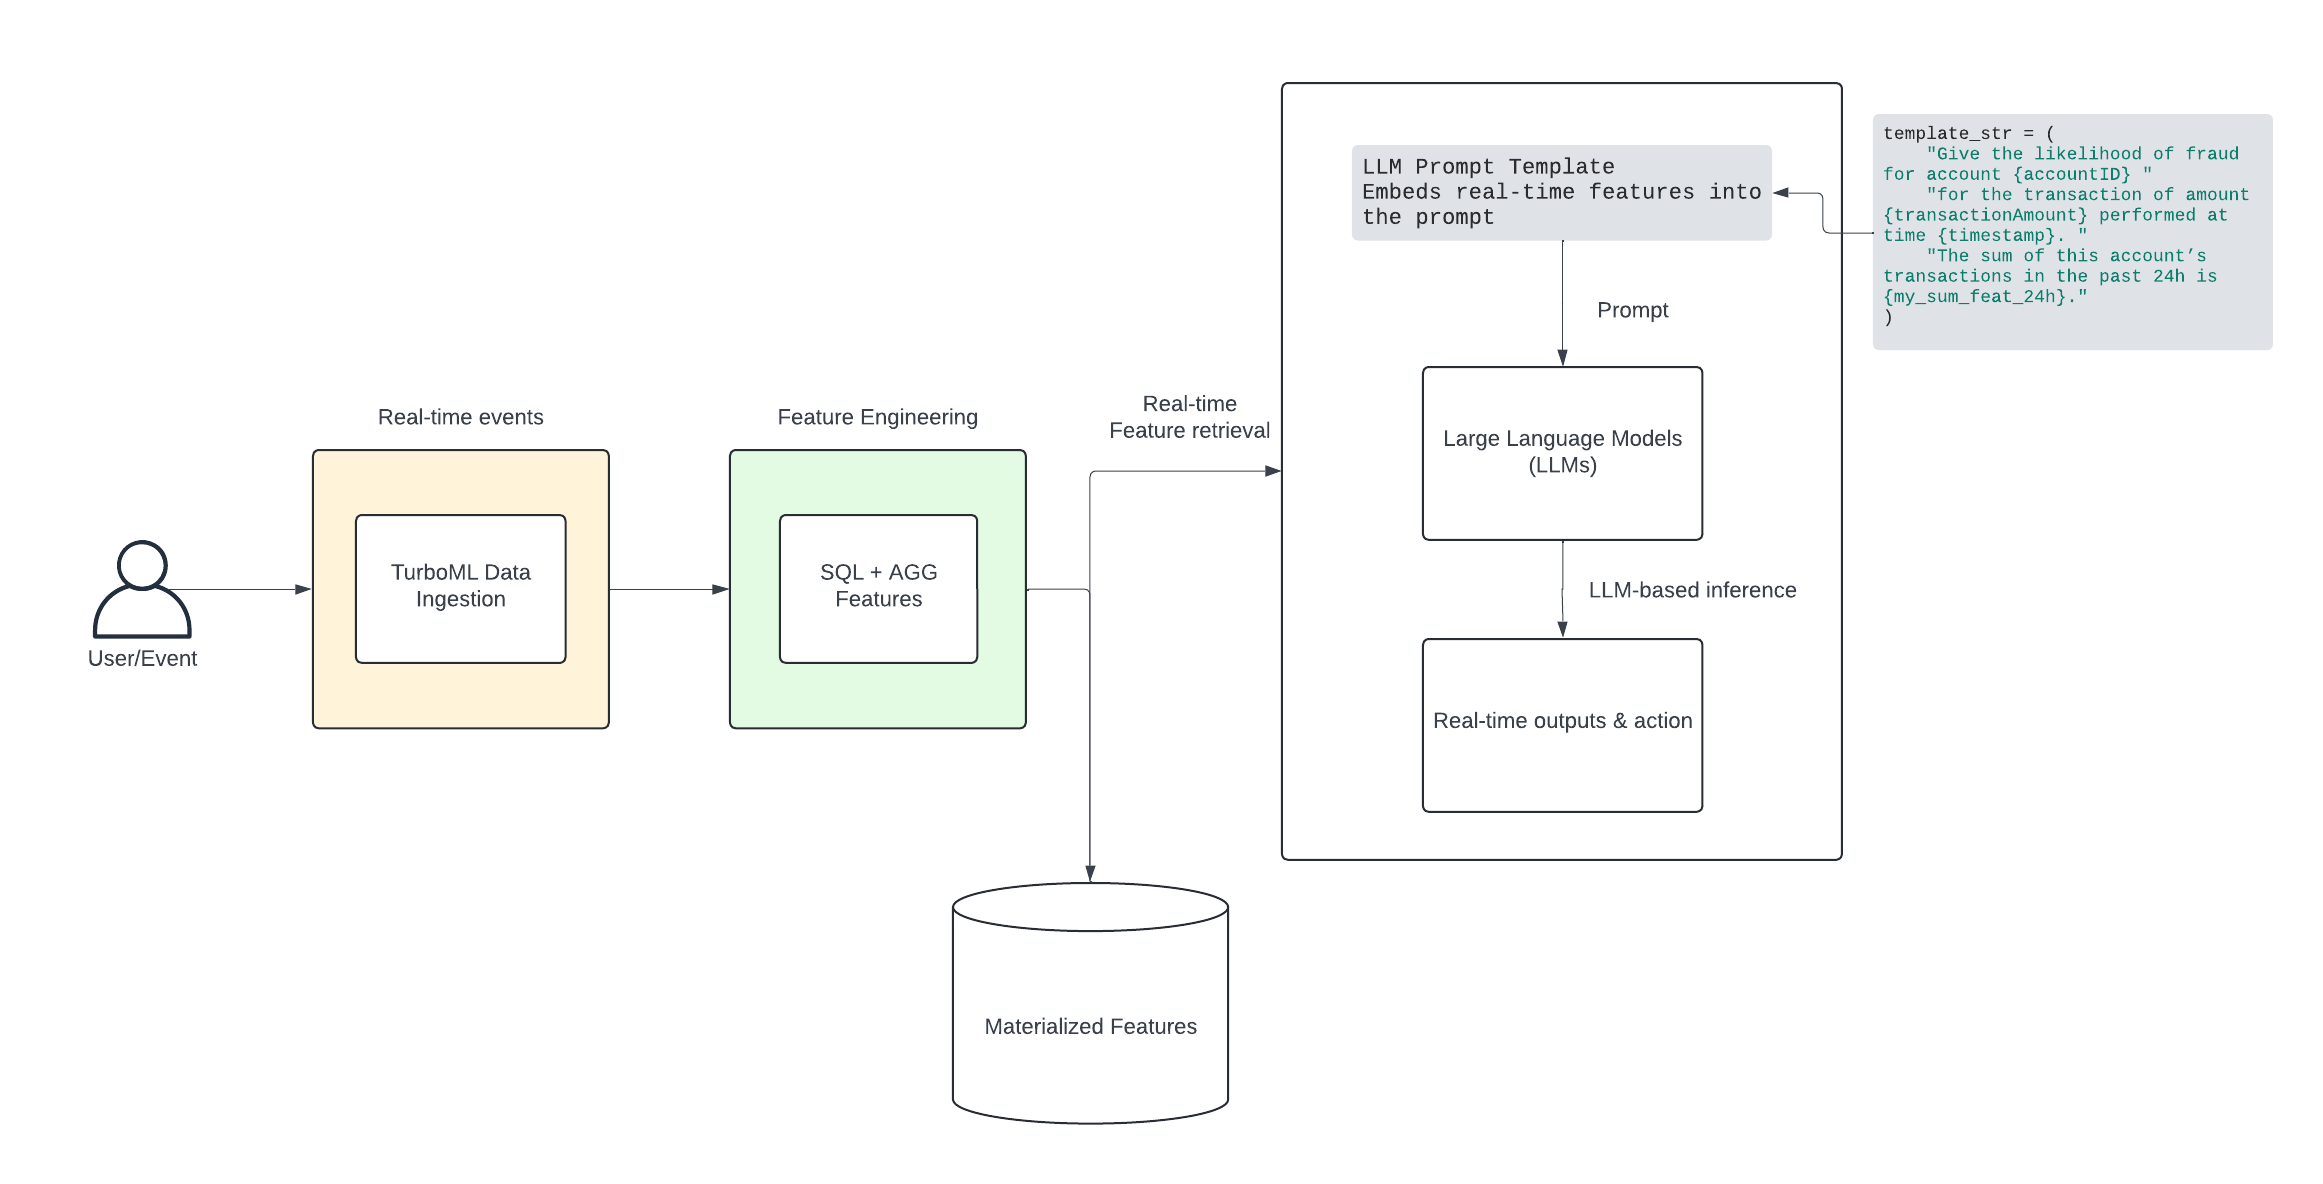 User/Event
Real-time events
TurboML Data
Ingestion
Feature Engineering
SQL + AGG
Features
Real-time
Feature retrieval
Materialized Features
LLM Prompt Template
Embeds real-time features into
the prompt
Prompt
Large Language Models
(LLMs)
LLM-based inference
Real-time outputs & action
template_str = (
    "Give the likelihood of fraud
for account {accountID} "
    "for the transaction of amount
{transactionAmount} performed at
time {timestamp}. "
    "The sum of this account’s
transactions in the past 24h is
{my_sum_feat_24h}."
)